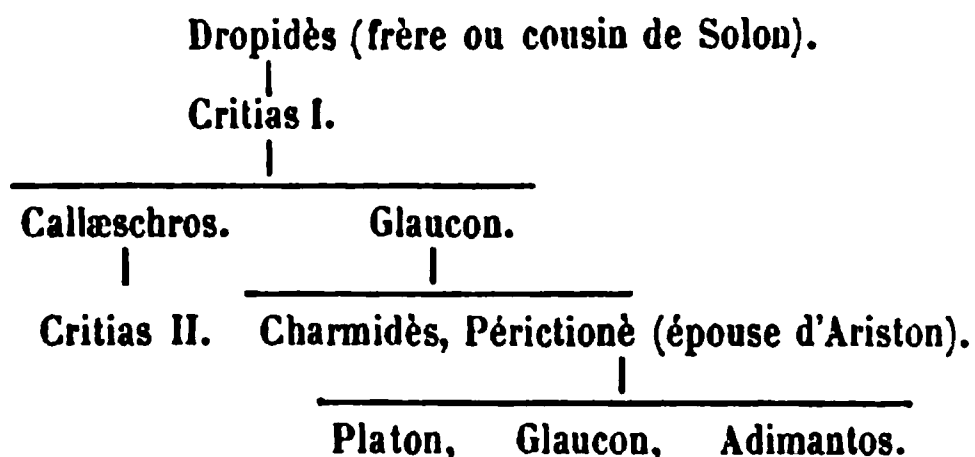 Dropidès (frère ou cousin de Solon).
Critias I.
Callæschros. Glaucon.
Critias II. Charmidès, Périctionè (épouse d'Ariston).
Platon, Glaucon, Adimantos.